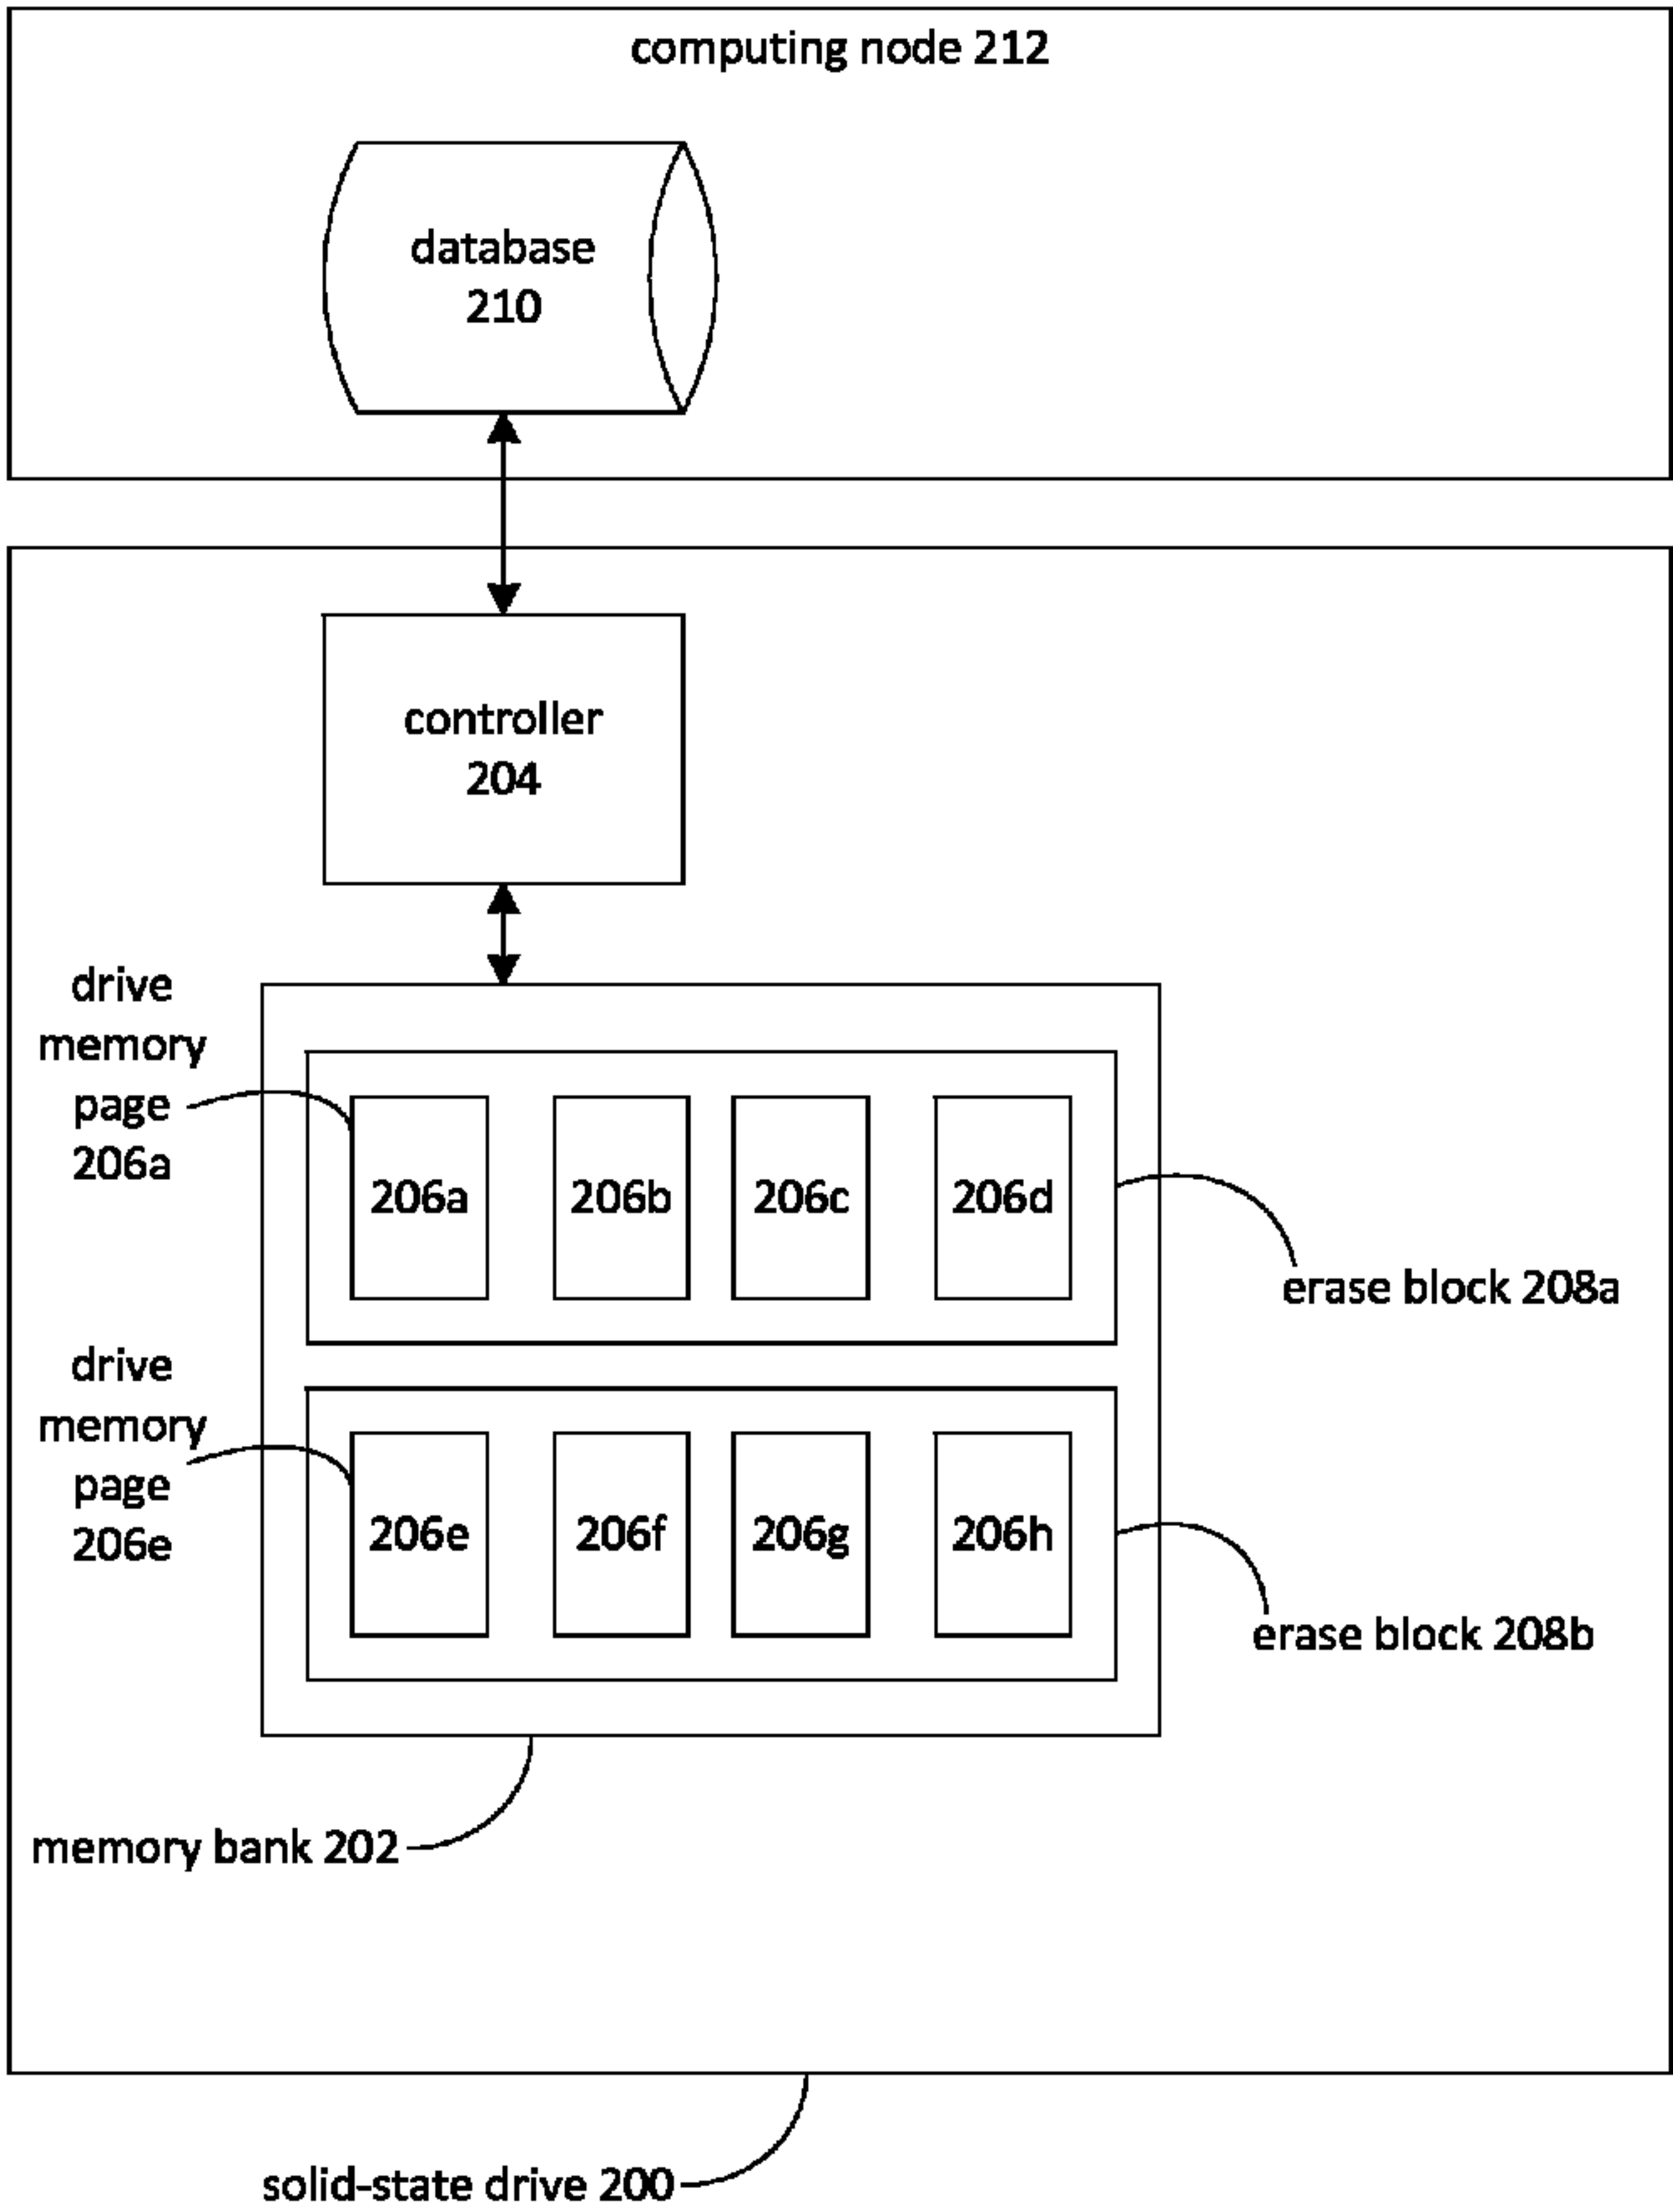 computing node 212
database
210
controller
204
drive
memory
page
206a
206a
206b
206c
206d
erase block 208a
drive
memory
page
206e
206e
206f
206g
206h
erase block 208b
memory bank 202
solid-state drive 200